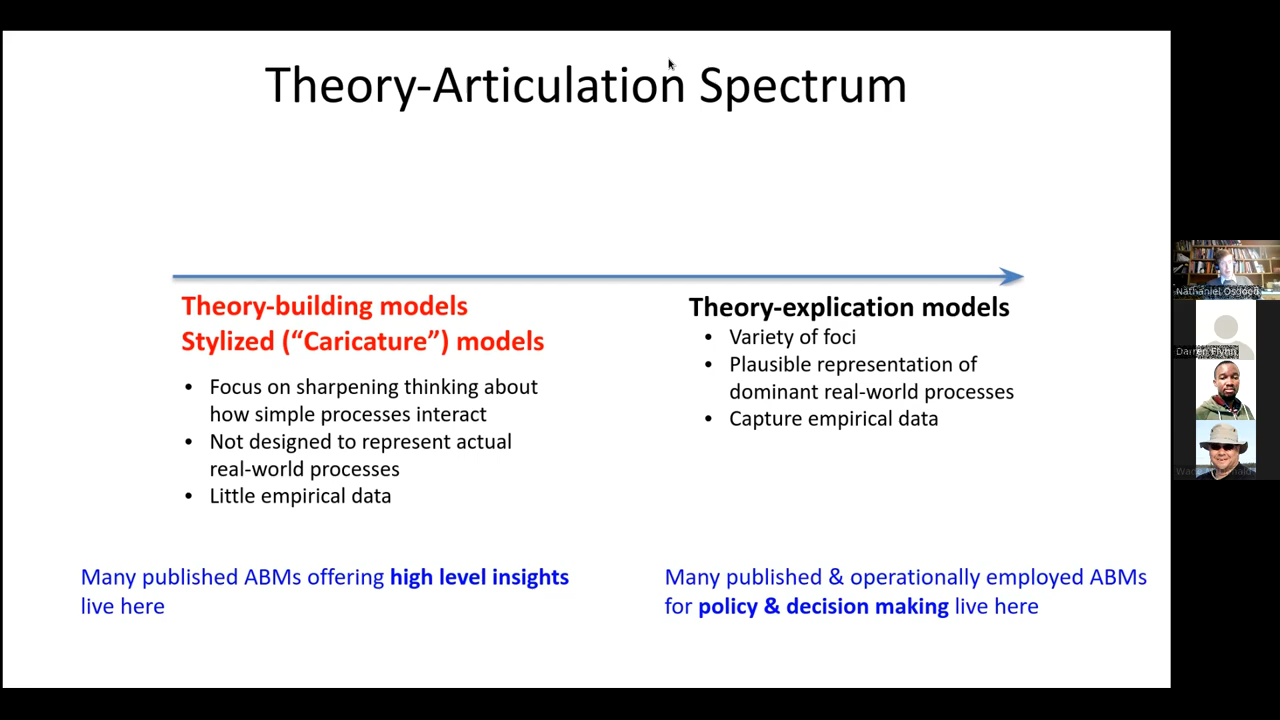 Theory-Articulation Spectrum
Theory-building models
Stylized (“Caricature”) models
• Focus on sharpening thinking about
how simple processes interact
• Not designed to represent actual
real-world processes
• Little empirical data
Theory-explication models
• Variety of foci
• Plausible representation of
dominant real-world processes
• Capture empirical data
Many published ABMs offering high level insights
live here
Many published & operationally employed ABMs
for policy & decision making live here
Nathaniel Osgood
Darren Flynn